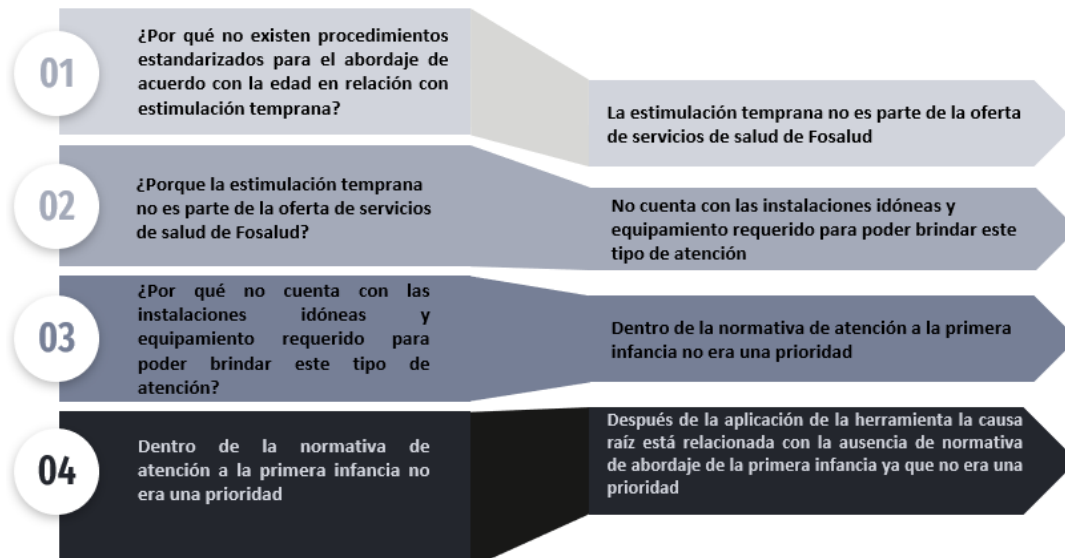 01
¿Por qué no existen procedimientos
estandarizados para el abordaje de
acuerdo con la edad en relación con
estimulación temprana?
La estimulación temprana no es parte de la oferta
de servicios de salud de Fosalud
02
¿Porque la estimulación temprana
no es parte de la oferta de servicios
de salud de Fosalud?
No cuenta con las instalaciones idóneas y
equipamiento requerido para poder brindar este
tipo de atención
03
¿Por qué no cuenta con las
instalaciones idóneas y
equipamiento requerido para
poder brindar este tipo de
atención?
Dentro de la normativa de atención a la primera
infancia no era una prioridad
04
Dentro de la normativa de
atención a la primera infancia no
era una prioridad
Después de la aplicación de la herramienta la causa
raíz está relacionada con la ausencia de normativa
de abordaje de la primera infancia ya que no era una
prioridad